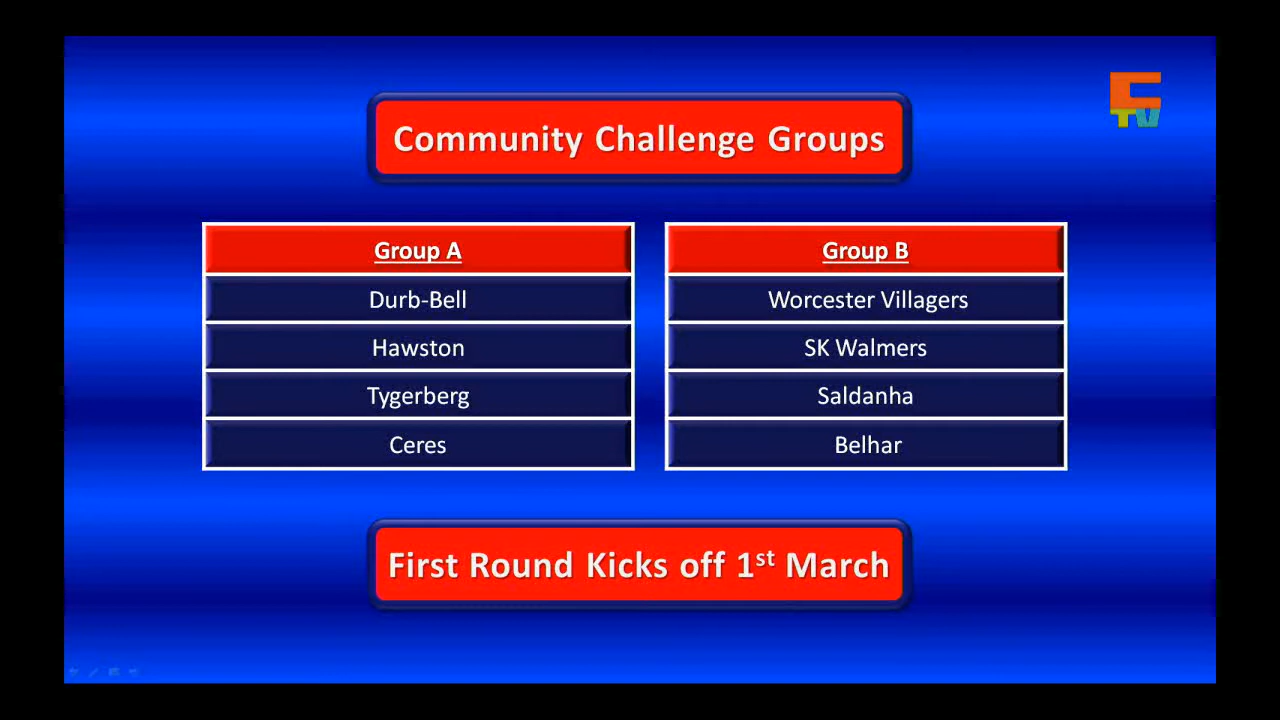 Community Challenge Groups
C
TV
Group A
Durb-Bell
Hawston
Tygerberg
Ceres
Group B
Worcester Villagers
SK Walmers
Saldanha
Belhar
First Round Kicks off 1st March